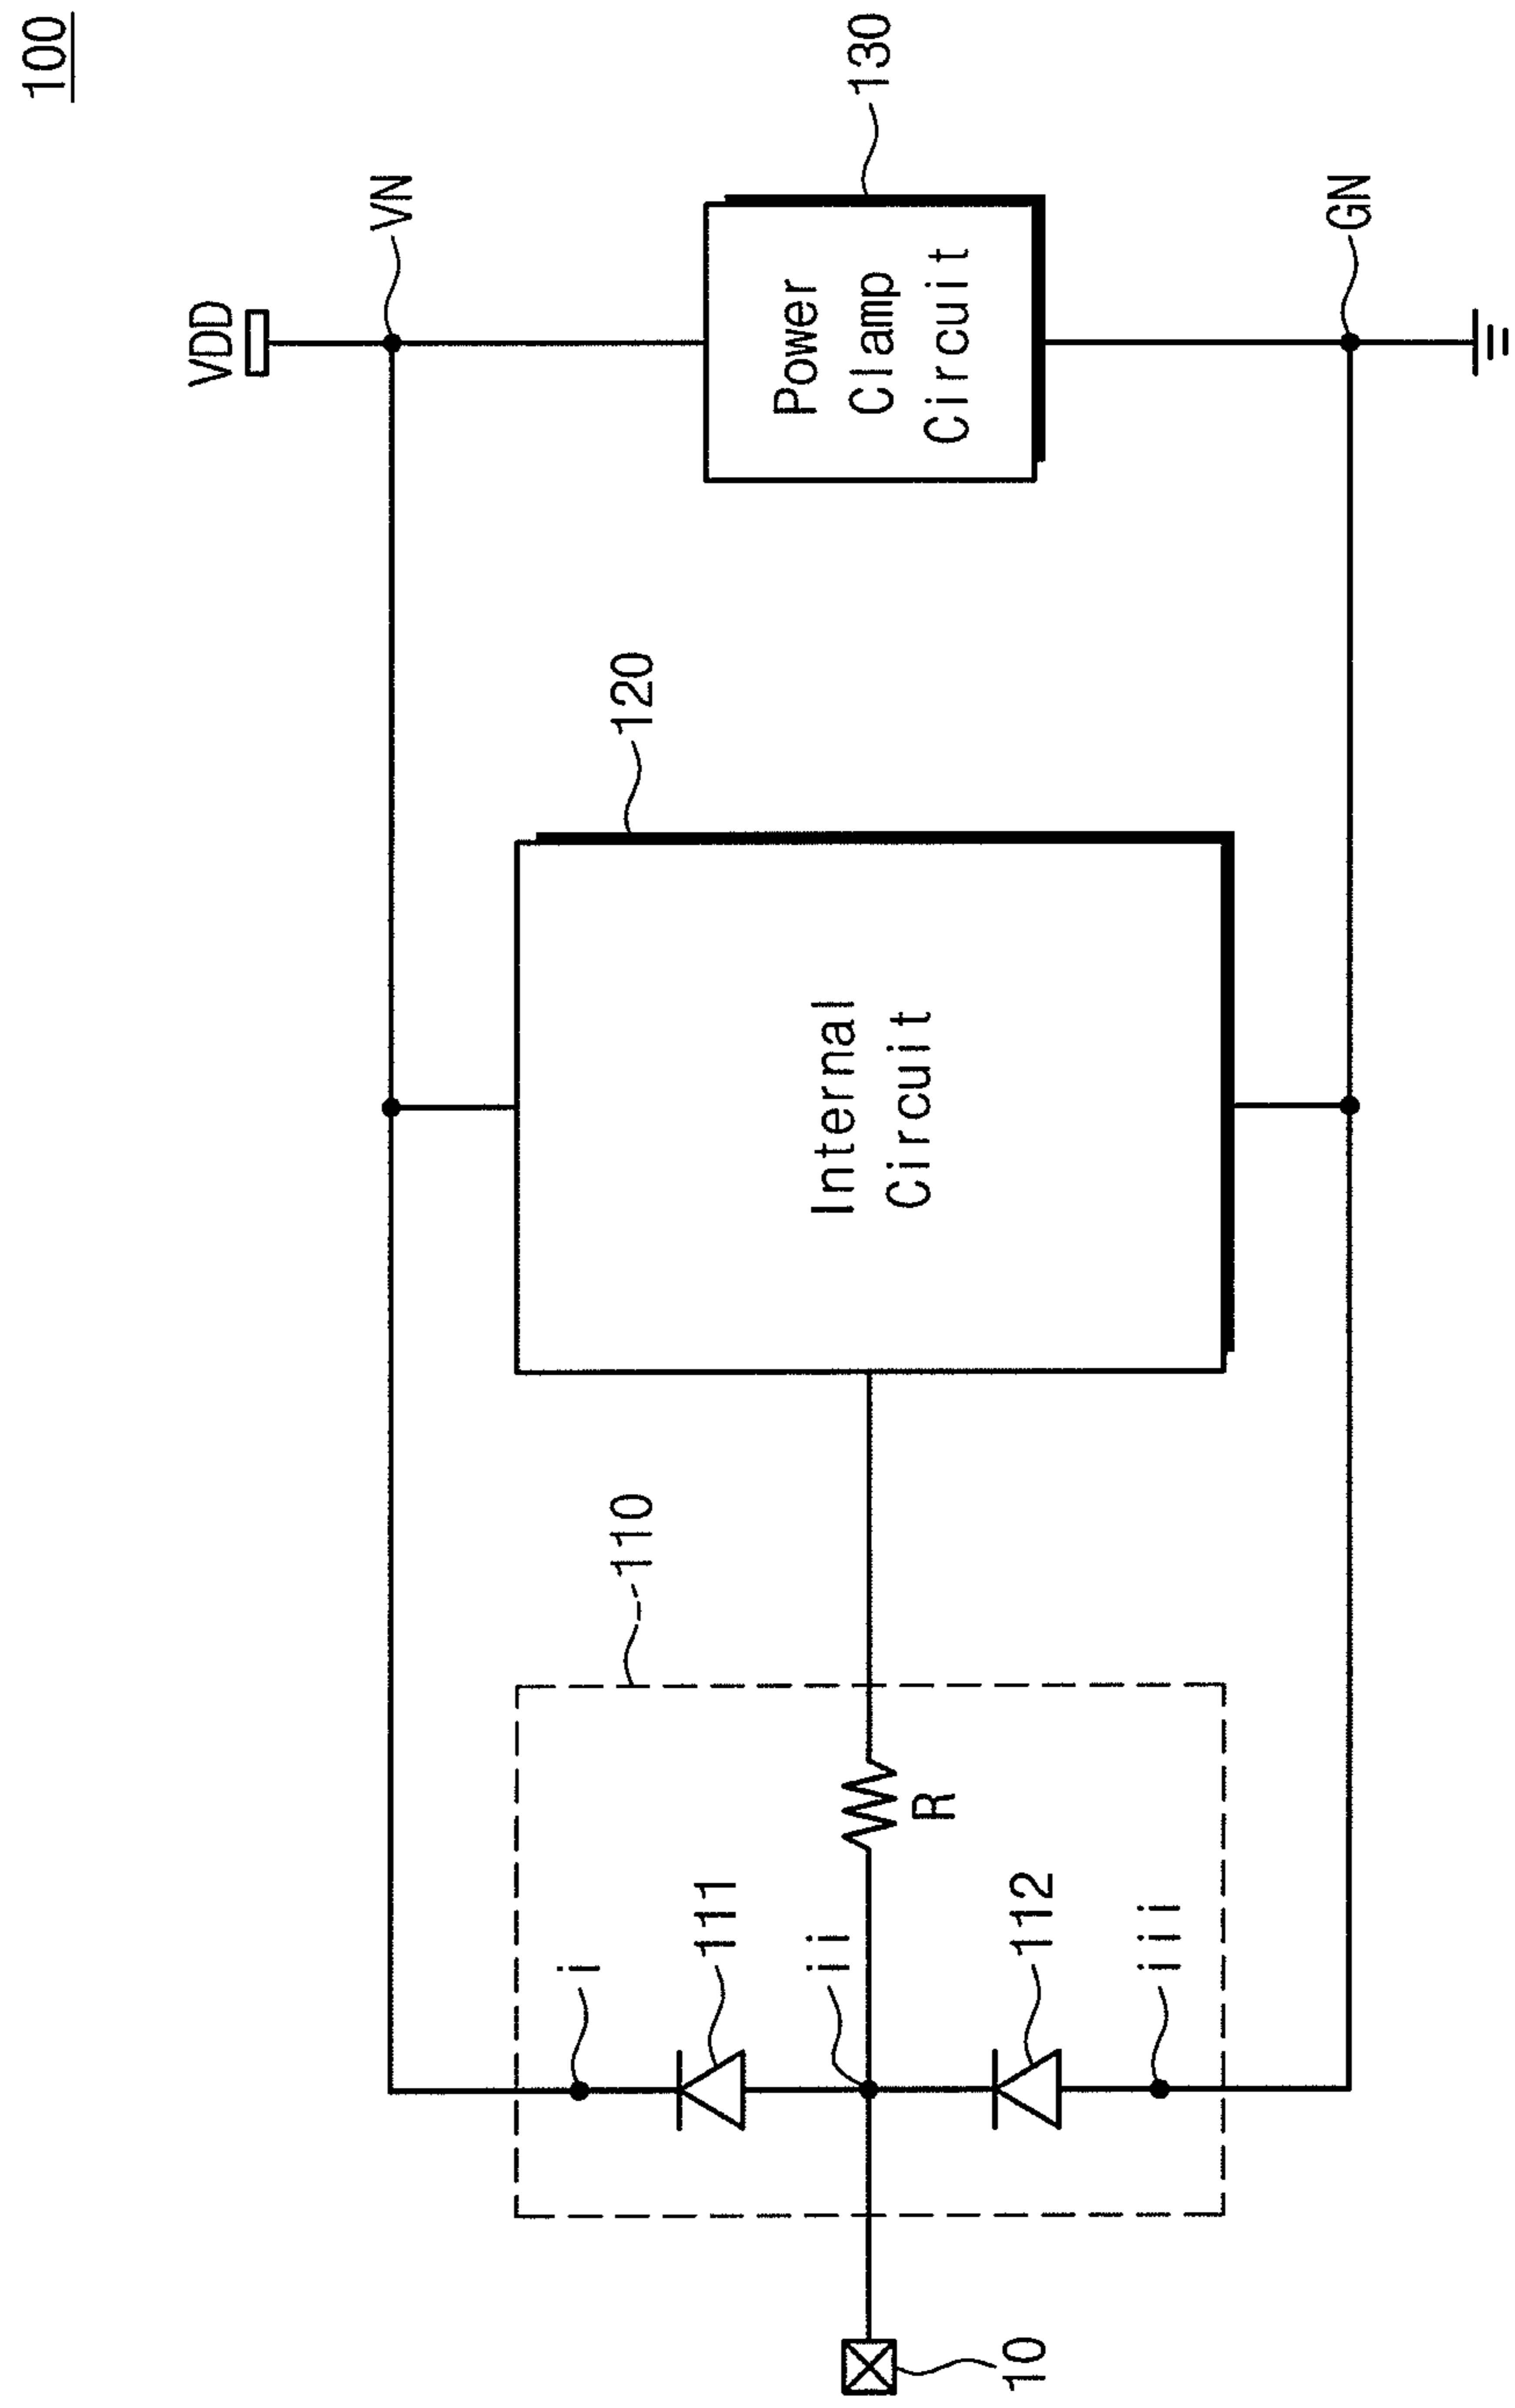 100
VDD
VN
i
110
120
111
ii
R
Internal
Circuit
Power
Clamp
Circuit
130
112
iii
10
GN